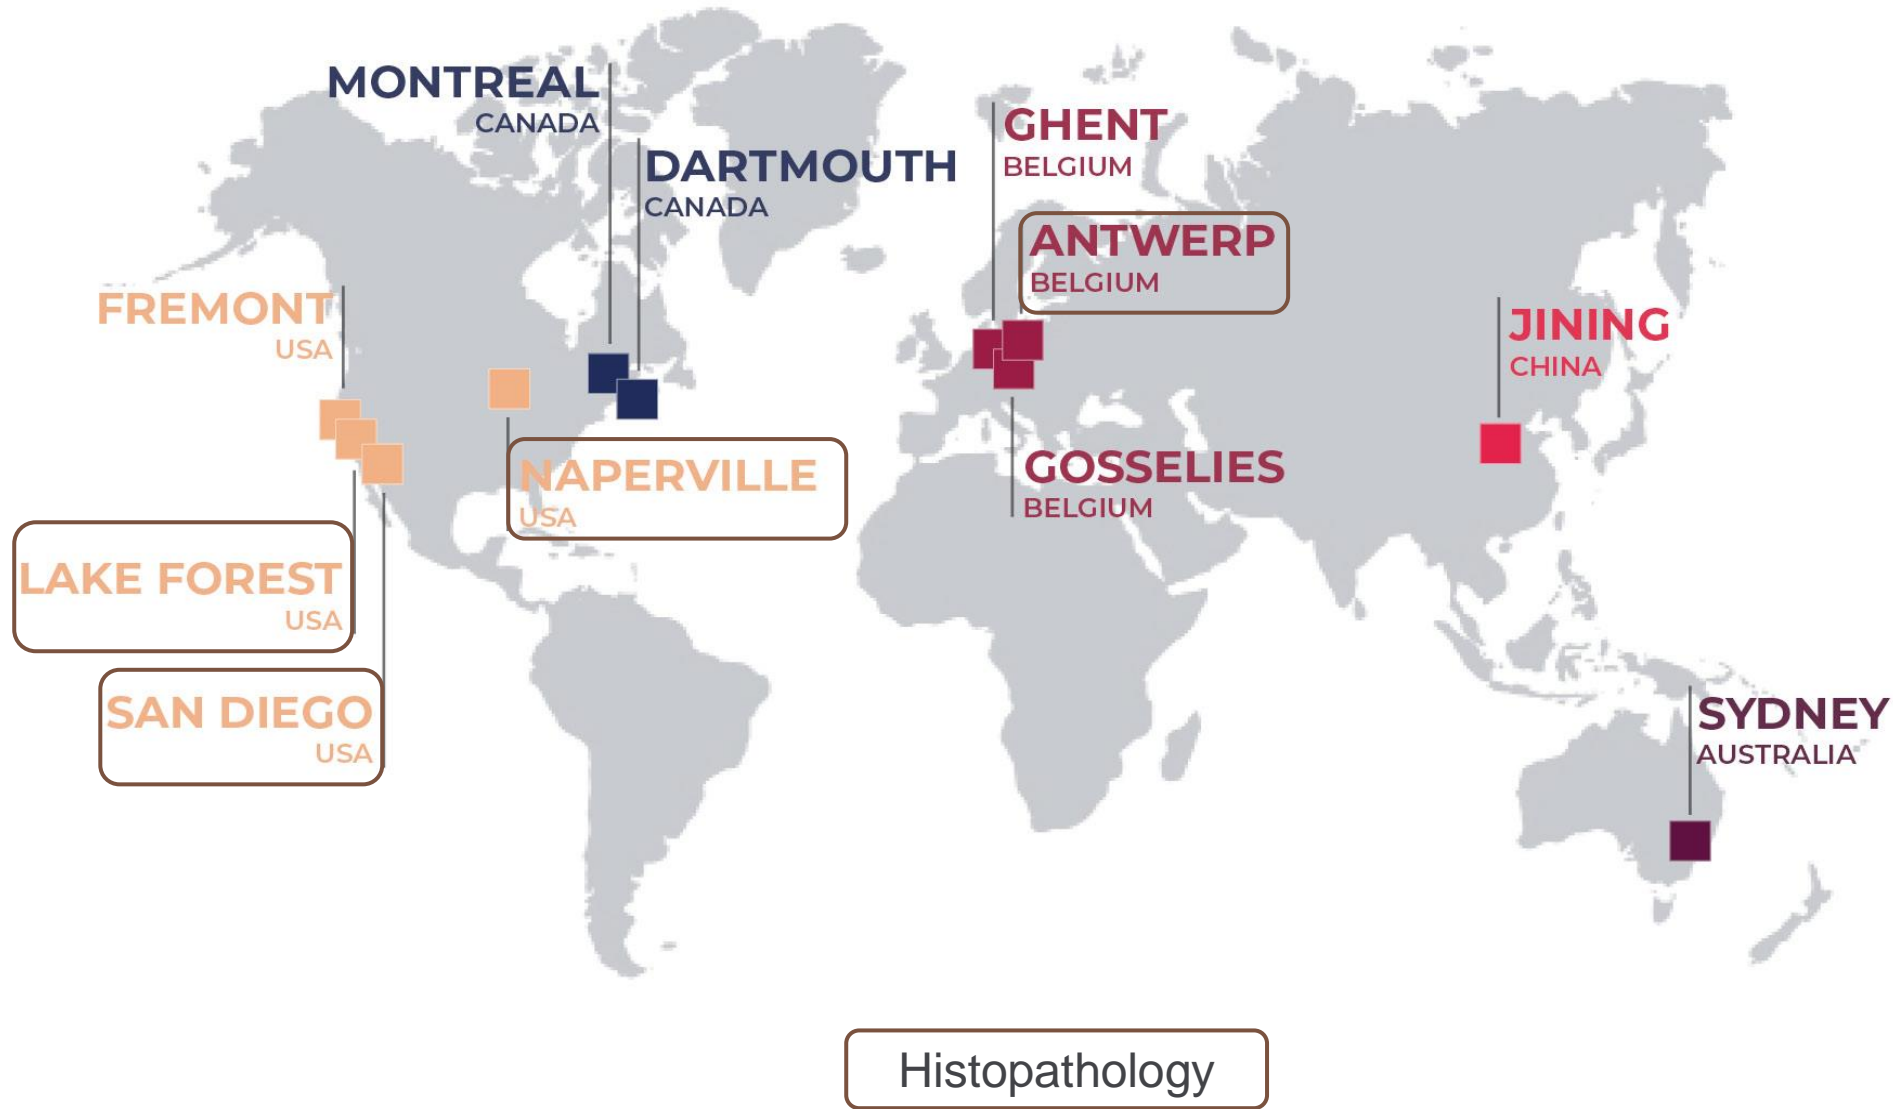 MONTREAL
CANADA
DARTMOUTH
CANADA
GHENT
BELGIUM
ANTWERP
BELGIUM
FREMONT
USA
JINING
CHINA
NAPERVILLE
USA
GOSSELIES
BELGIUM
LAKE FOREST
USA
SAN DIEGO
USA
SYDNEY
AUSTRALIA
Histopathology